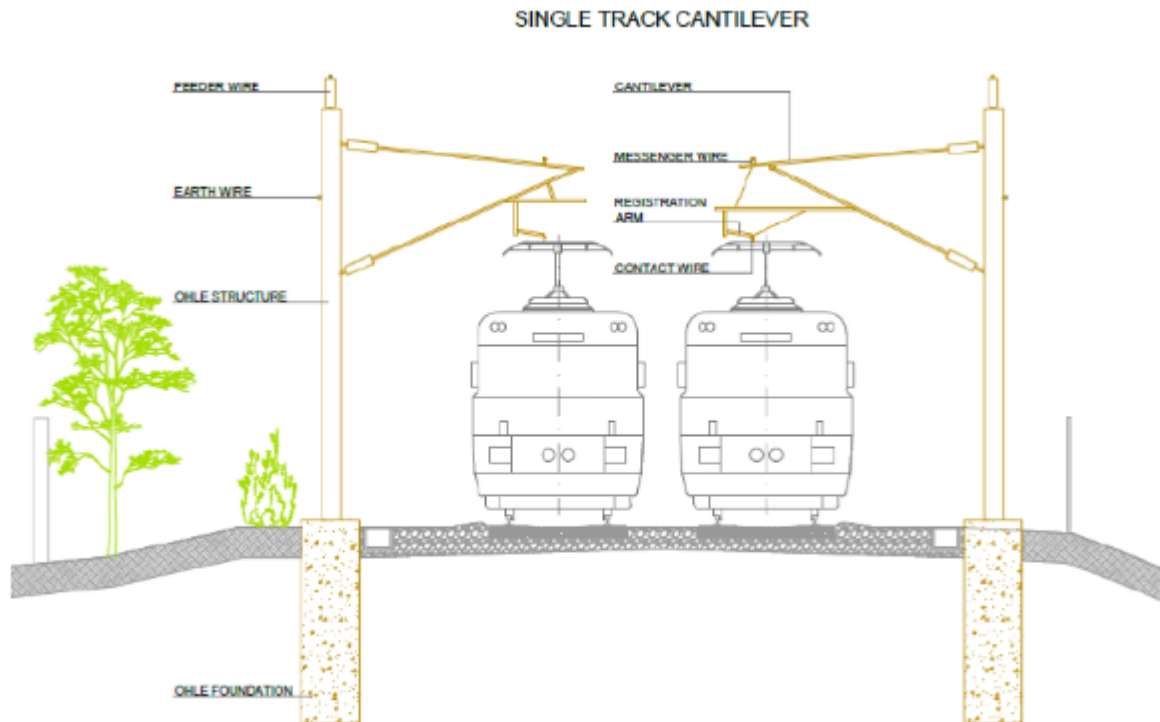 SINGLE TRACK CANTILEVER
FEEDER WIRE
CANTILEVER
MESSENGER WIRE
EARTH WIRE
REGISTRATION
ARM
CONTACT WIRE
OHLE STRUCTURE
OHLE FOUNDATION